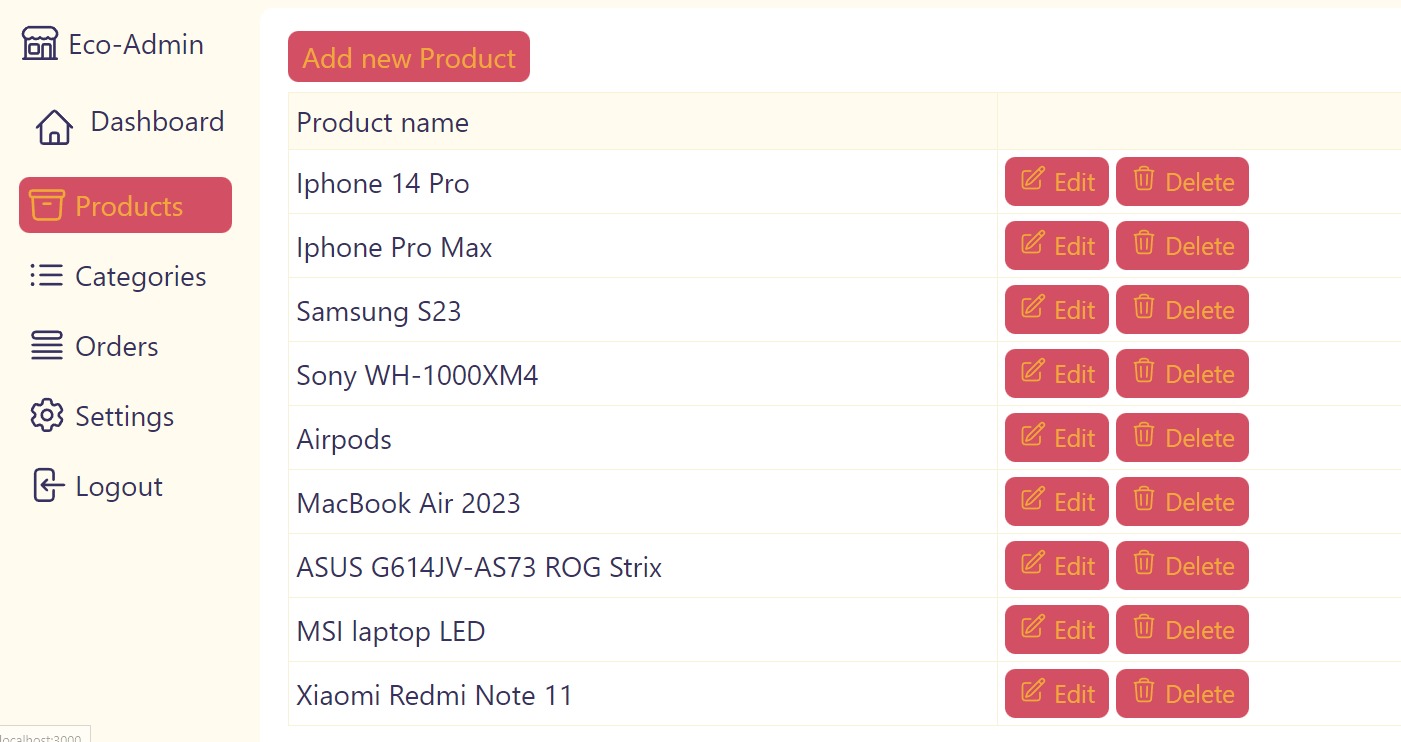 Eco-Admin
Dashboard
Products
Categories
Orders
Settings
Logout
Add new Product
Product name
Iphone 14 Pro Edit Delete
Iphone Pro Max Edit Delete
Samsung S23 Edit Delete
Sony WH-1000XM4 Edit Delete
Airpods Edit Delete
MacBook Air 2023 Edit Delete
ASUS G614JV-AS73 ROG Strix Edit Delete
MSI laptop LED Edit Delete
Xiaomi Redmi Note 11 Edit Delete
localhost:3000